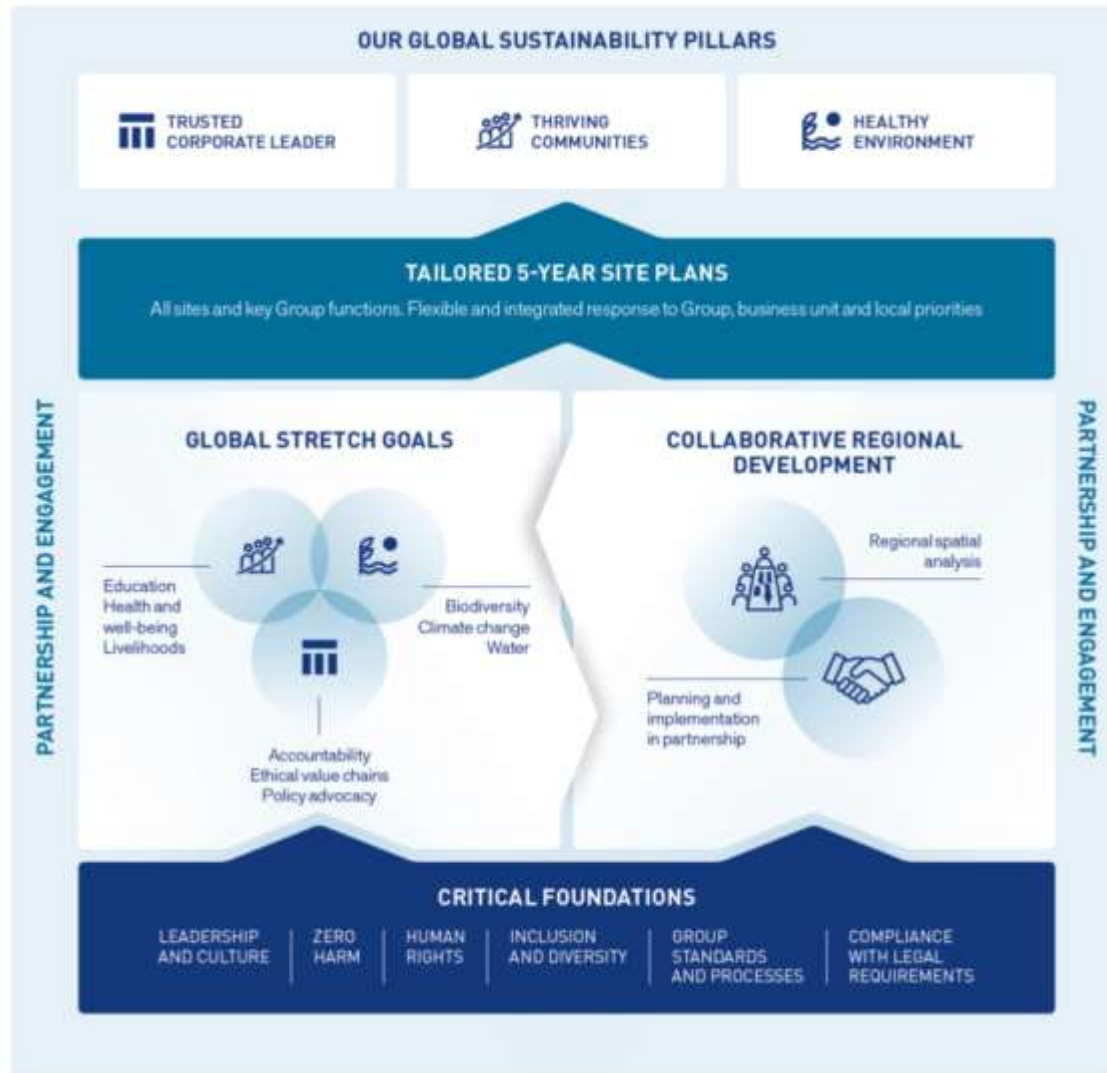 OUR GLOBAL SUSTAINABILITY PILLARS
TRUSTED
CORPORATE LEADER
THRIVING
COMMUNITIES
HEALTHY
ENVIRONMENT
TAILORED 5-YEAR SITE PLANS
All sites and key Group functions. Flexible and integrated response to Group, business unit and local priorities
PARTNERSHIP AND ENGAGEMENT
GLOBAL STRETCH GOALS
Education
Health and
well-being
Livelihoods
Biodiversity
Climate change
Water
Accountability
Ethical value chains
Policy advocacy
COLLABORATIVE REGIONAL
DEVELOPMENT
Regional spatial
analysis
Planning and
implementation
in partnership
PARTNERSHIP AND ENGAGEMENT
CRITICAL FOUNDATIONS
LEADERSHIP
AND CULTURE
ZERO
HARM
HUMAN
RIGHTS
INCLUSION
AND DIVERSITY
GROUP
STANDARDS
AND PROCESSES
COMPLIANCE
WITH LEGAL
REQUIREMENTS